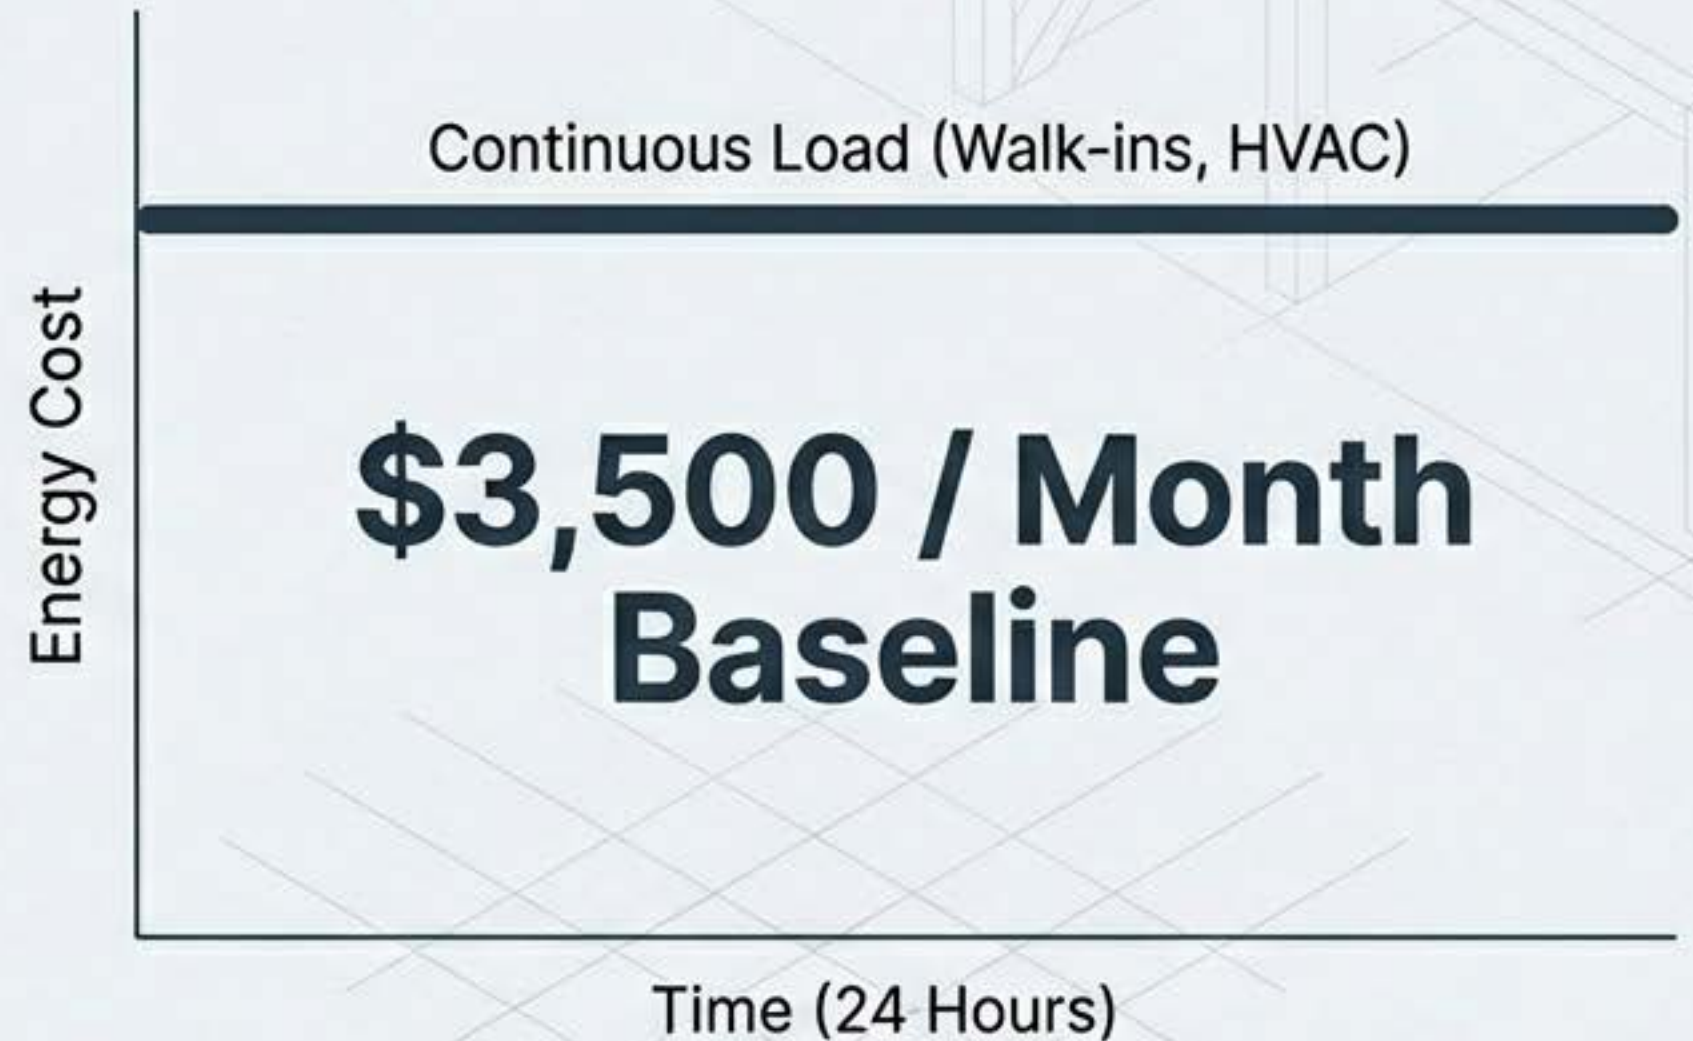 Continuous Load (Walk-ins, HVAC)
Energy Cost
$3,500 / Month
Baseline
Time (24 Hours)